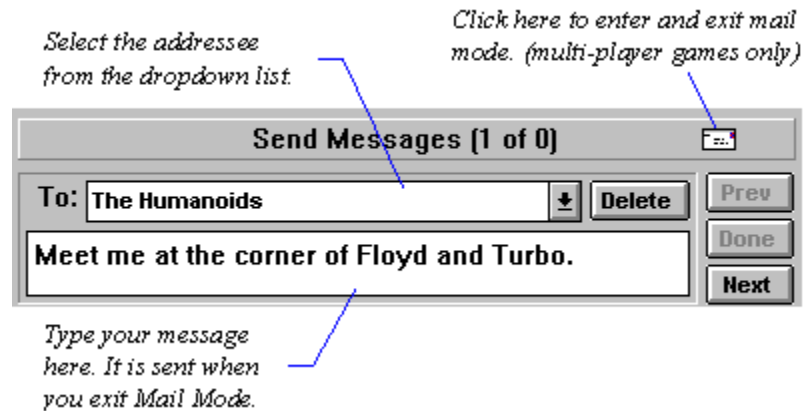 Select the addressee
from the dropdown list.
Click here to enter and exit mail
mode. (multi-player games only)
Send Messages (1 of 0)
To: The Humanoids
Delete
Prev
Meet me at the corner of Floyd and Turbo.
Done
Next
Type your message
here. It is sent when
you exit Mail Mode.